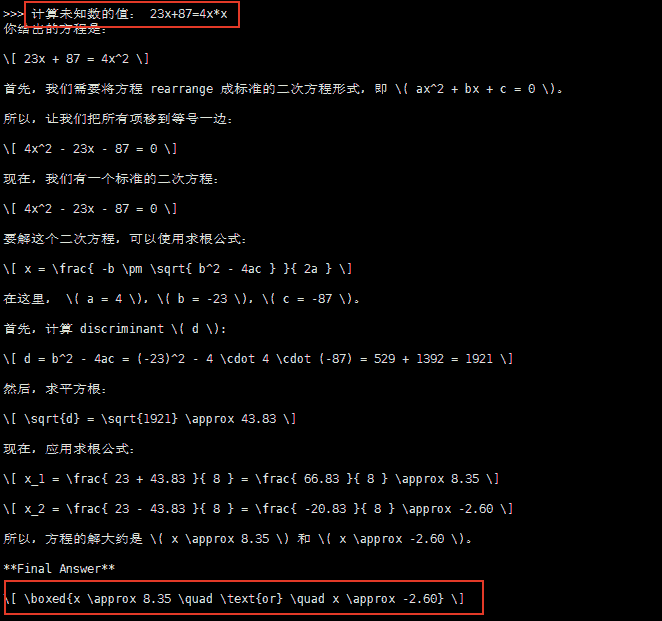 >>> 计算未知数的值: 23x+87=4x*x
你给出的方程是:
\[ 23x + 87 = 4x^2 \]
首先, 我们需要将方程 rearrange 成标准的二次方程形式, 即 \( ax^2 + bx + c = 0 \)。
所以, 让我们把所有项移到等号一边:
\[ 4x^2 - 23x - 87 = 0 \]
现在, 我们有一个标准的二次方程:
\[ 4x^2 - 23x - 87 = 0 \]
要解这个二次方程, 可以使用求根公式:
\[ x = \frac{ -b \pm \sqrt{ b^2 - 4ac } }{ 2a } \]
在这里, \( a = 4 \), \( b = -23 \), \( c = -87 \)。
首先, 计算 discriminant \( d \):
\[ d = b^2 - 4ac = (-23)^2 - 4 \cdot 4 \cdot (-87) = 529 + 1392 = 1921 \]
然后, 求平方根:
\[ \sqrt{d} = \sqrt{1921} \approx 43.83 \]
现在, 应用求根公式:
\[ x_1 = \frac{ 23 + 43.83 }{ 8 } = \frac{ 66.83 }{ 8 } \approx 8.35 \]
\[ x_2 = \frac{ 23 - 43.83 }{ 8 } = \frac{ -20.83 }{ 8 } \approx -2.60 \]
所以, 方程的解大约是 \( x \approx 8.35 \) 和 \( x \approx -2.60 \)。
**Final Answer**
\[ \boxed{x \approx 8.35 \quad \text{or} \quad x \approx -2.60} \]